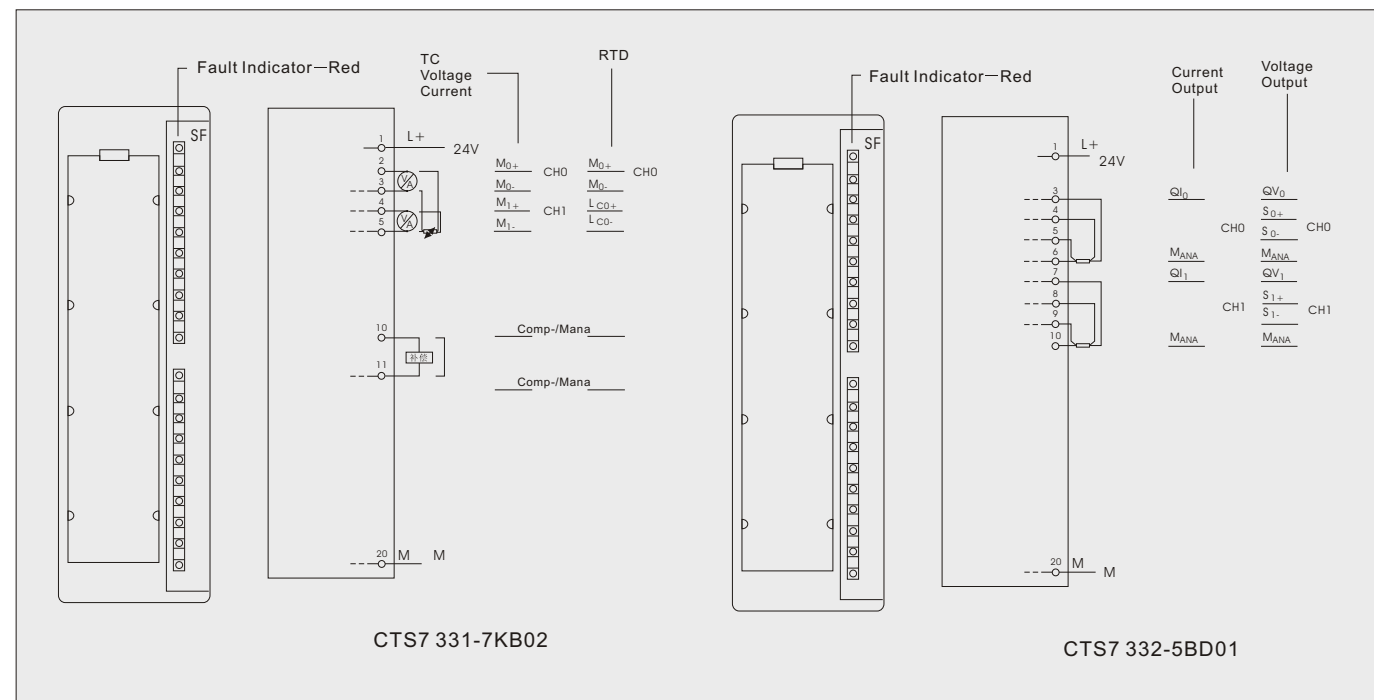 Fault Indicator—Red
SF
TC
Voltage
Current
RTD
1 L+
24V
2 M0+ CH0 M0+ CH0
3 M0- M0-
4 M1+ CH1 LC0+
5 M1- LC0-
V/A
V/A
10 Comp-/Mana
补偿
11 Comp-/Mana
20 M M
CTS7 331-7KB02
Fault Indicator—Red
SF
Current
Output
Voltage
Output
1 L+
24V
3 QI0 QV0
4 S0+
CH0 CH0
5 S0-
6 MANA MANA
7 QI1 QV1
8 S1+
CH1 CH1
9 S1-
10 MANA MANA
20 M M
CTS7 332-5BD01